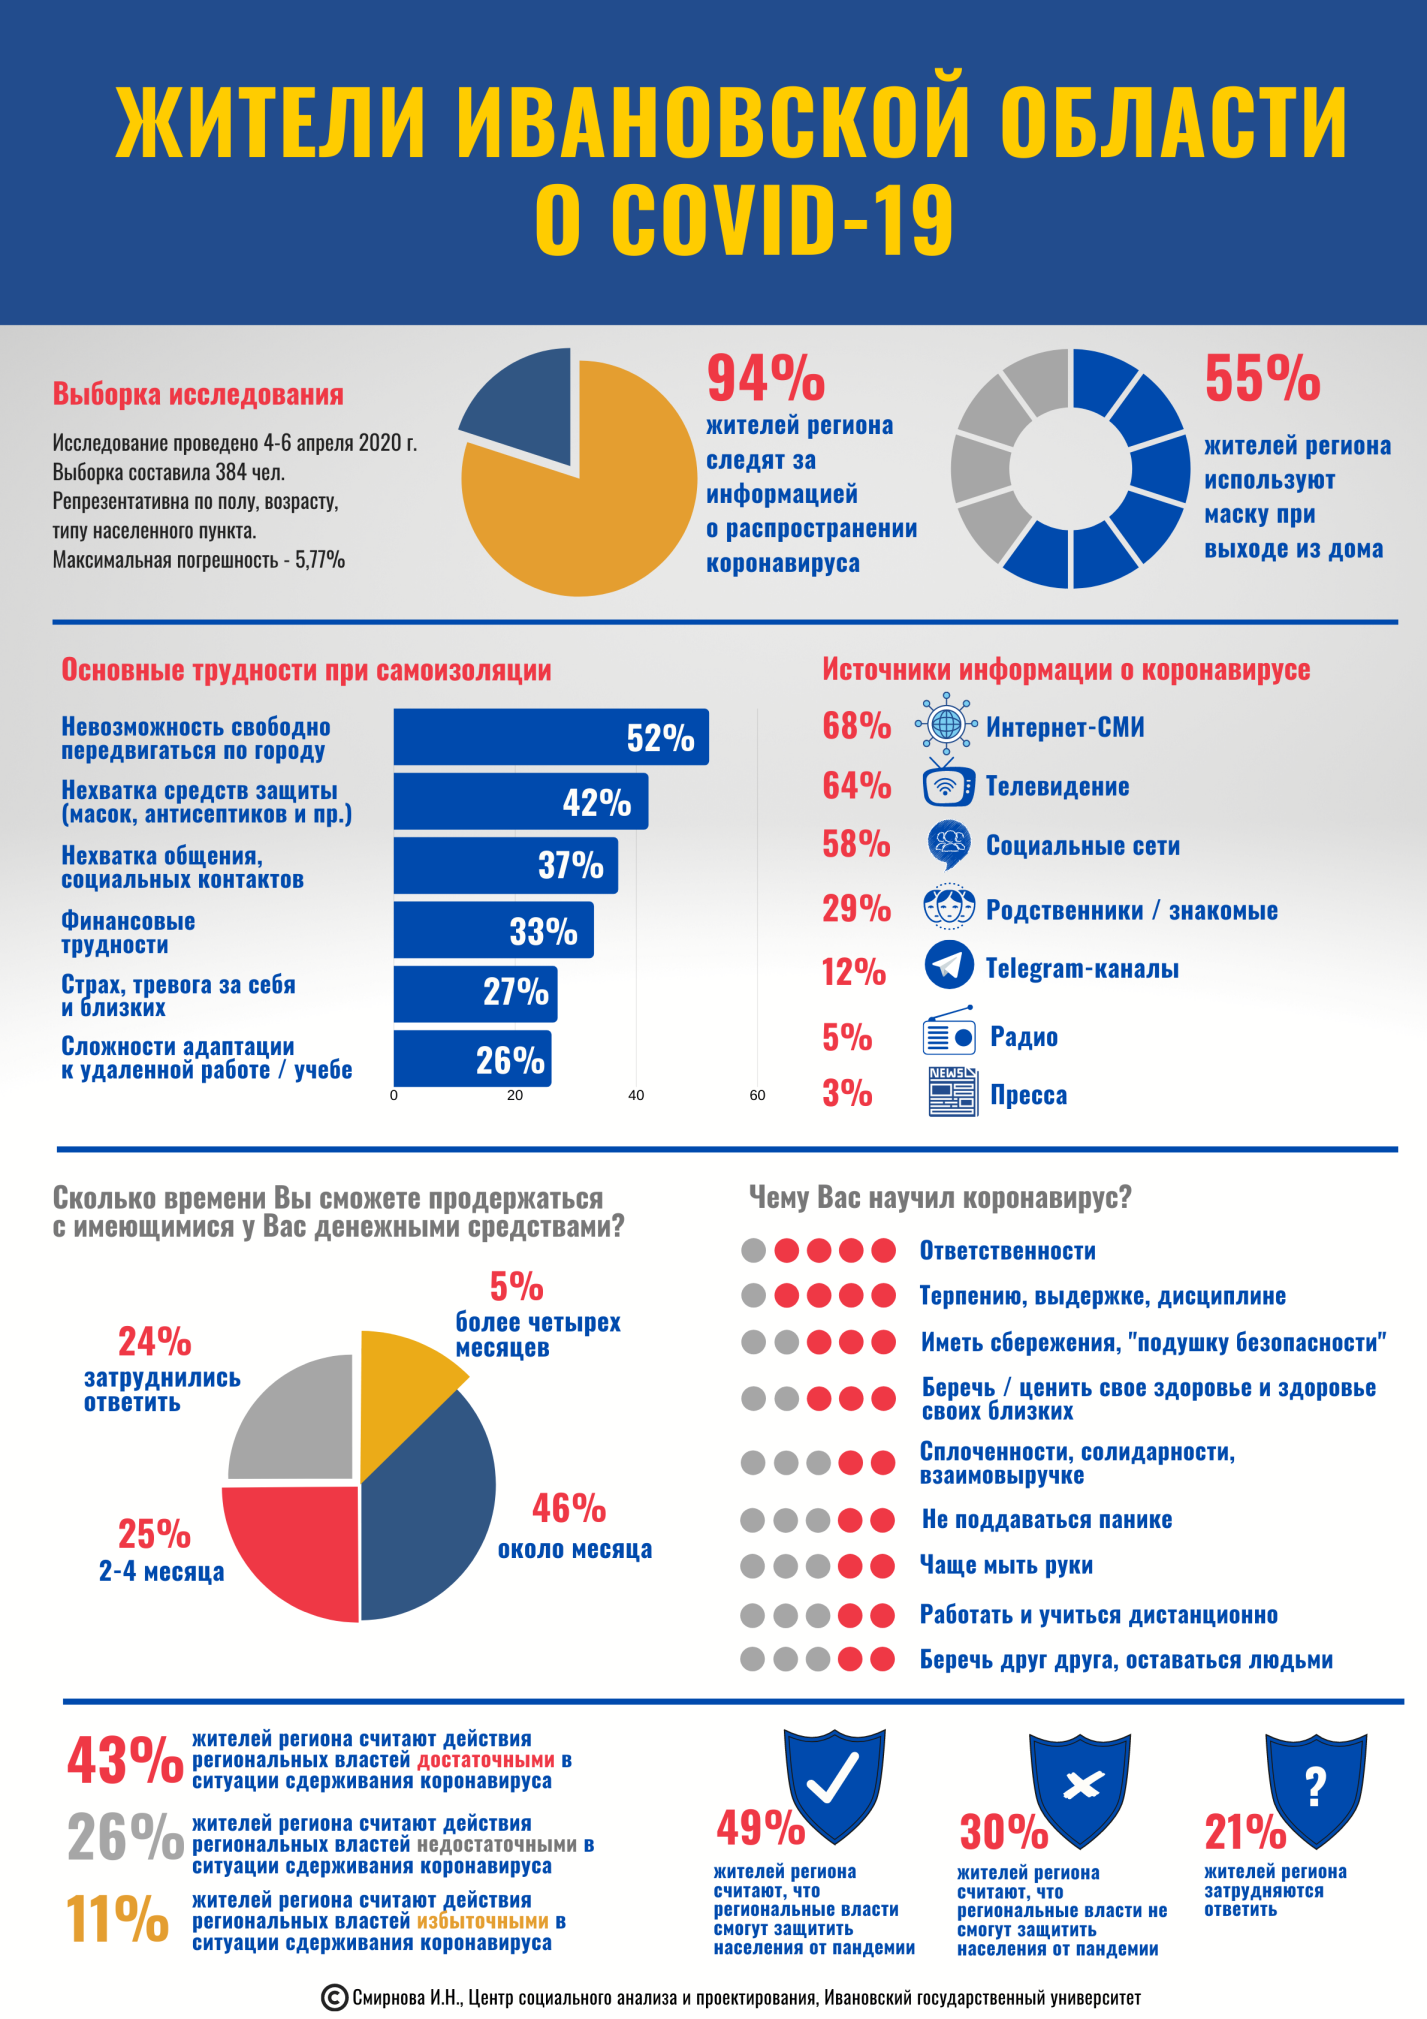 ЖИТЕЛИ ИВАНОВСКОЙ ОБЛАСТИ
О COVID-19
Выборка исследования
Исследование проведено 4-6 апреля 2020 г.
Выборка составила 384 чел.
Репрезентативна по полу, возрасту,
типу населенного пункта.
Максимальная погрешность - 5,77%
94%
жителей региона
следят за
информацией
о распространении
коронавируса
55%
жителей региона
используют
маску при
выходе из дома
Основные трудности при самоизоляции
Невозможность свободно
передвигаться по городу
52%
Нехватка средств защиты
(масок, антисептиков и пр.)
42%
Нехватка общения,
социальных контактов
37%
Финансовые
трудности
33%
Страх, тревога за себя
и близких
27%
Сложности адаптации
к удаленной работе / учебе
26%
0 20 40 60
Источники информации о коронавирусе
68% Интернет-СМИ
64% Телевидение
58% Социальные сети
29% Родственники / знакомые
12% Telegram-каналы
5% Радио
3% NEWS Пресса
Сколько времени Вы сможете продержаться
с имеющимися у Вас денежными средствами?
5%
более четырех
месяцев
24%
затруднились
ответить
46%
около месяца
25%
2-4 месяца
Чему Вас научил коронавирус?
Ответственности
Терпению, выдержке, дисциплине
Иметь сбережения, "подушку безопасности"
Беречь / ценить свое здоровье и здоровье
своих близких
Сплоченности, солидарности,
взаимовыручке
Не поддаваться панике
Чаще мыть руки
Работать и учиться дистанционно
Беречь друг друга, оставаться людьми
43%
жителей региона считают действия
региональных властей достаточными в
ситуации сдерживания коронавируса
26%
жителей региона считают действия
региональных властей недостаточными в
ситуации сдерживания коронавируса
11%
жителей региона считают действия
региональных властей избыточными в
ситуации сдерживания коронавируса
49%
жителей региона
считают, что
региональные власти
смогут защитить
населения от пандемии
30%
жителей региона
считают, что
региональные власти не
смогут защитить
населения от пандемии
?
21%
жителей региона
затрудняются
ответить
© Смирнова И.Н., Центр социального анализа и проектирования, Ивановский государственный университет